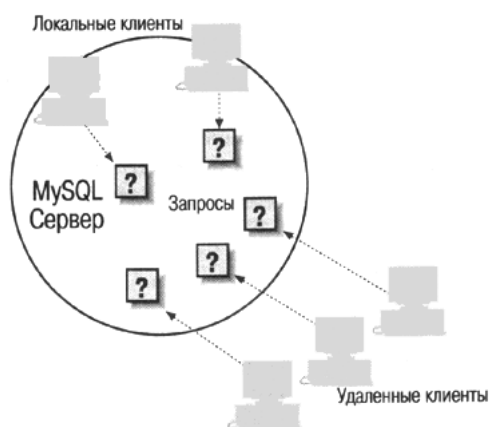 Локальные клиенты
?
?
MySQL
Сервер
Запросы
?
?
?
Удаленные клиенты